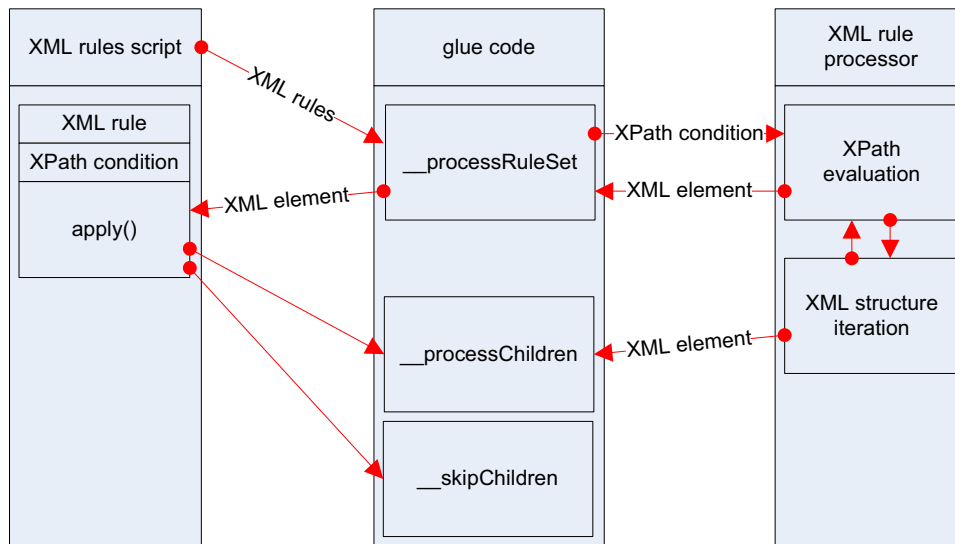 XML rules script
XML rule
XPath condition
apply()
XML rules
XML element
glue code
__processRuleSet
__processChildren
__skipChildren
XPath condition
XML element
XML element
XML rule
processor
XPath
evaluation
XML structure
iteration